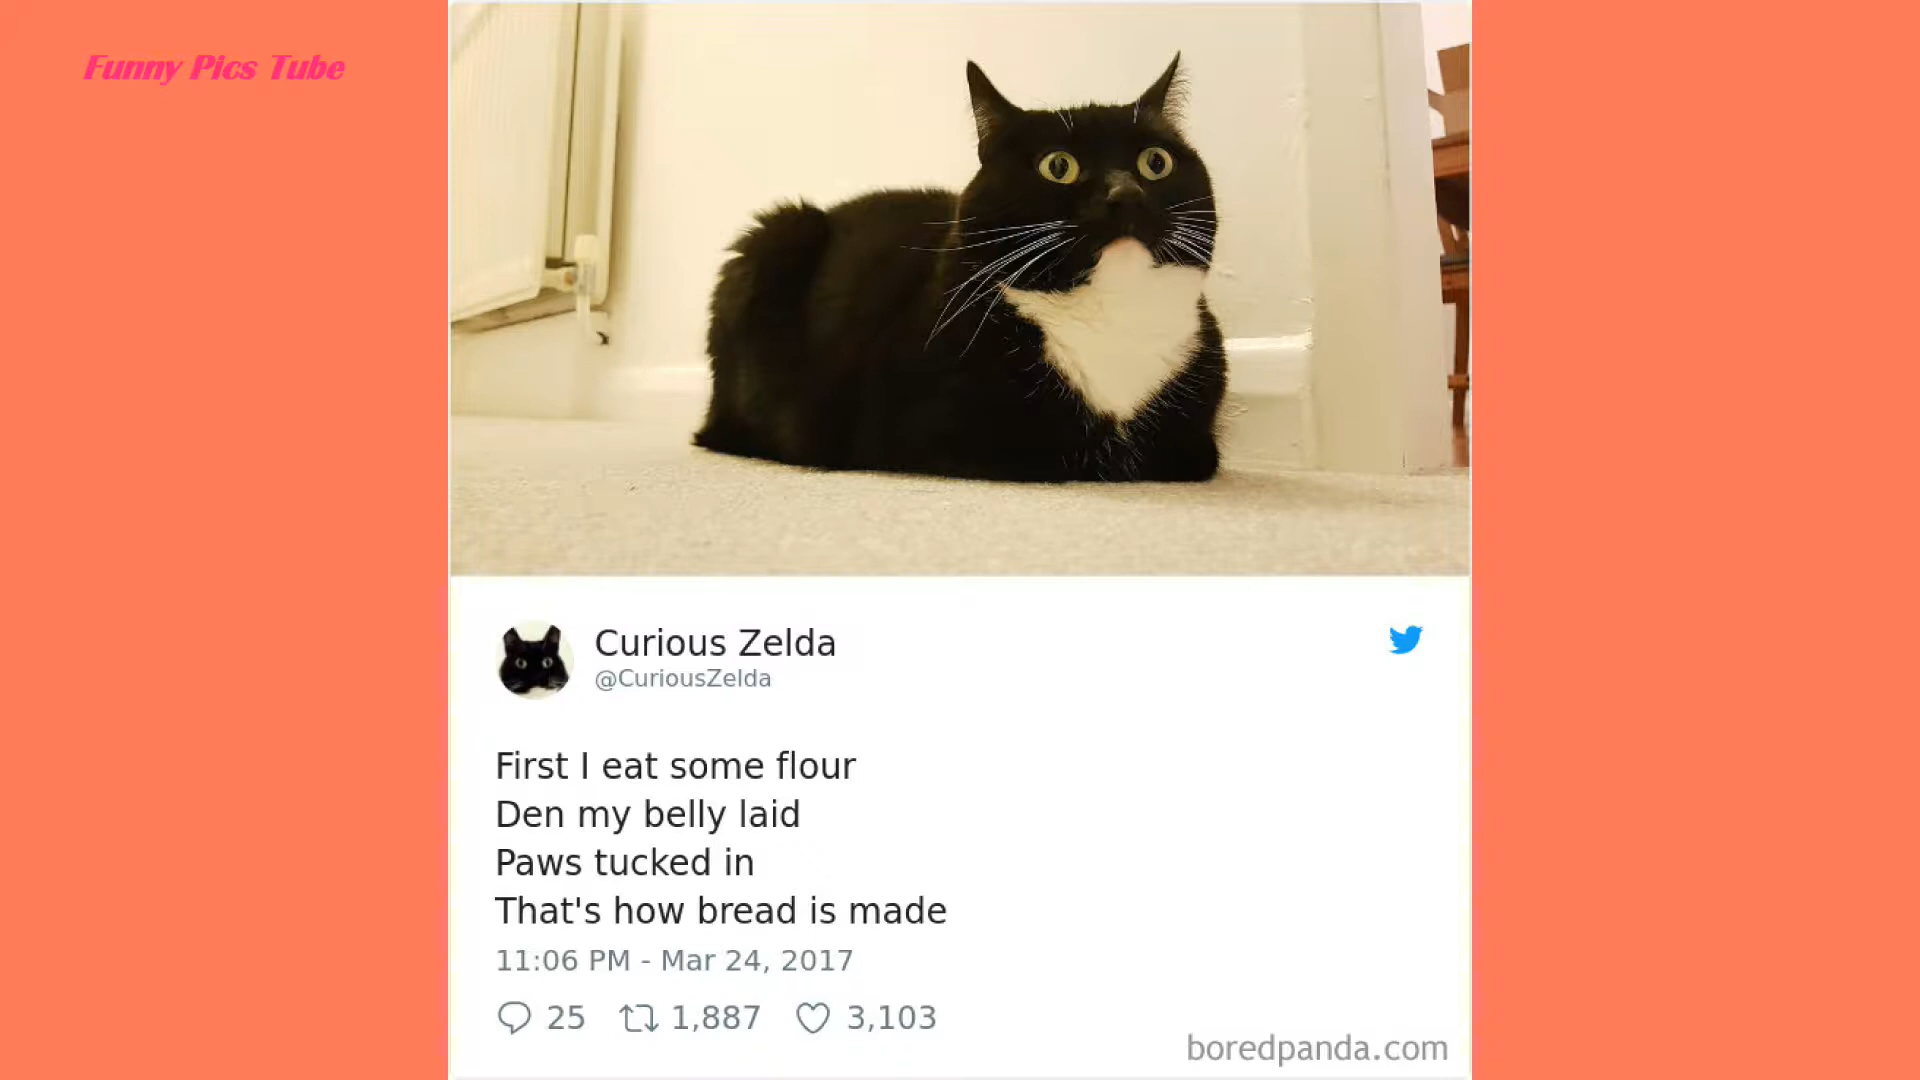 Funny Pics Tube
Curious Zelda
@CuriousZelda
First I eat some flour
Den my belly laid
Paws tucked in
That's how bread is made
11:06 PM - Mar 24, 2017
25 1,887 3,103
boredpanda.com